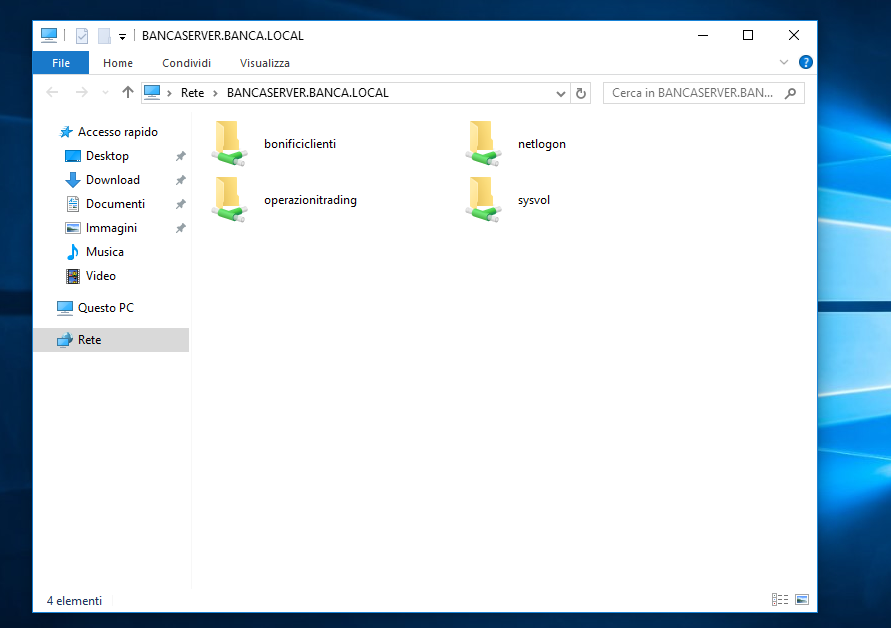 BANCASERVER.BANCA.LOCAL
File Home Condividi Visualizza
Rete BANCASERVER.BANCA.LOCAL Cerca in BANCASERVER.BAN...
Accesso rapido
Desktop
Download
Documenti
Immagini
Musica
Video
Questo PC
Rete
bonificiclienti netlogon
operazionitrading sysvol
4 elementi